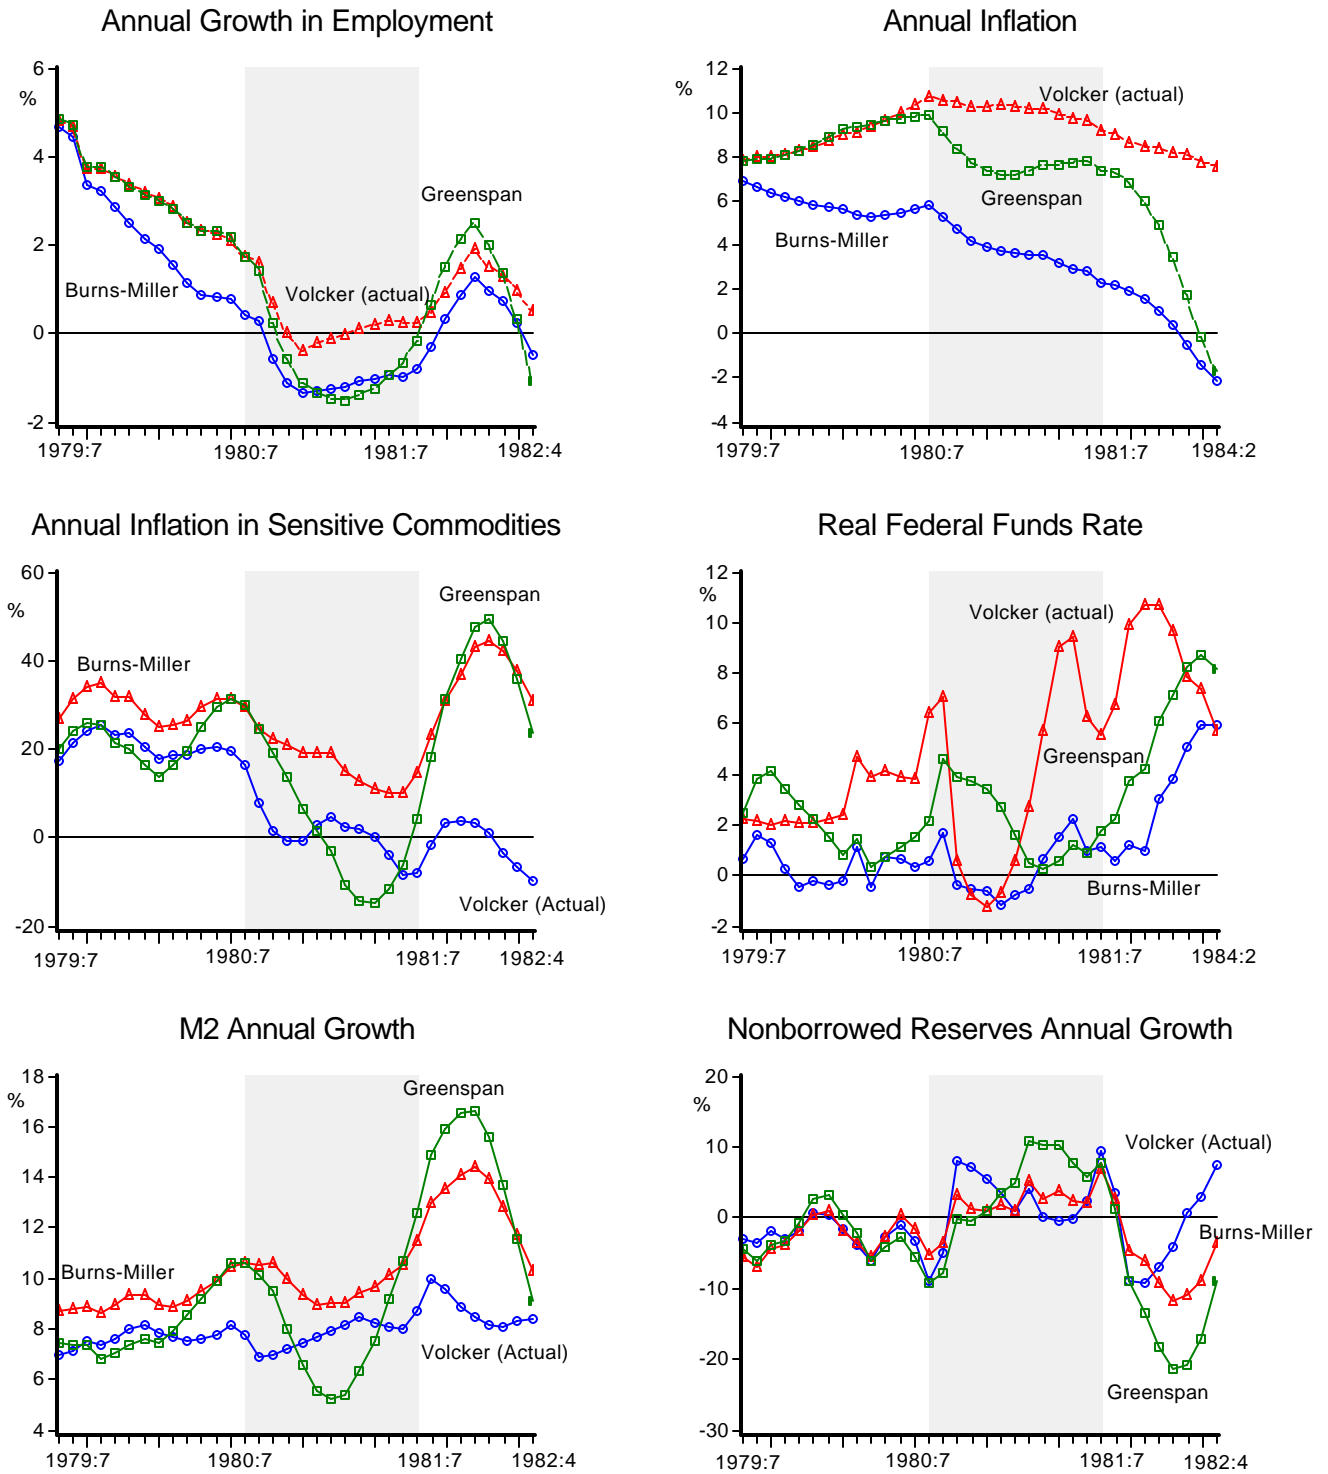 Annual Growth in Employment
6
%
4
2
0
-2
Greenspan
Burns-Miller
Volcker (actual)
1979:7
1980:7
1981:7
1982:4
Annual Inflation
12
%
10
8
6
4
2
0
-2
-4
Volcker (actual)
Greenspan
Burns-Miller
1979:7
1980:7
1981:7
1984:2
Annual Inflation in Sensitive Commodities
60
%
40
20
0
-20
Greenspan
Burns-Miller
Volcker (Actual)
1979:7
1980:7
1981:7
1982:4
Real Federal Funds Rate
12
%
10
8
6
4
2
0
-2
Volcker (actual)
Greenspan
Burns-Miller
1979:7
1980:7
1981:7
1984:2
M2 Annual Growth
18
%
16
14
12
10
8
6
4
Greenspan
Burns-Miller
Volcker (Actual)
1979:7
1980:7
1981:7
1982:4
Nonborrowed Reserves Annual Growth
20
%
10
0
-10
-20
-30
Volcker (Actual)
Burns-Miller
Greenspan
1979:7
1980:7
1981:7
1982:4